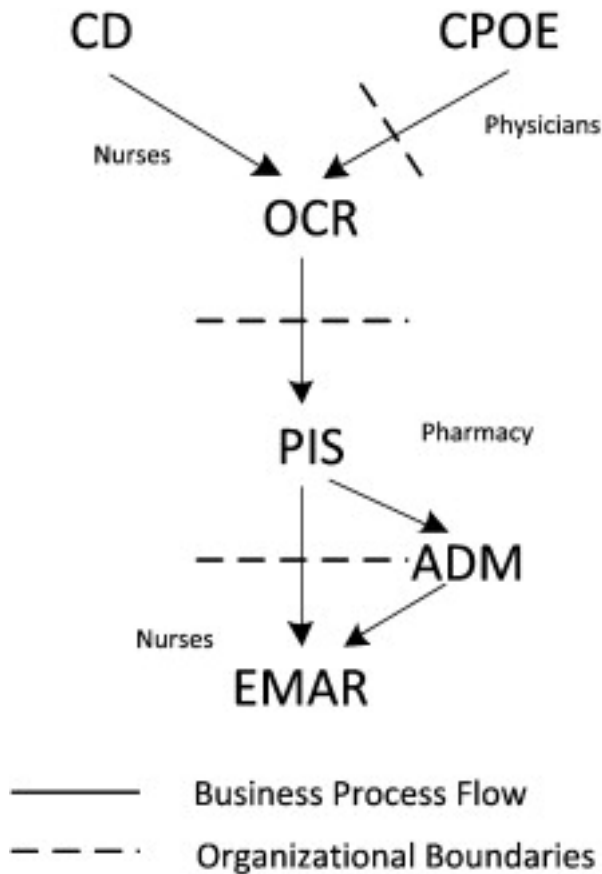 CD
CPOE
Nurses
Physicians
OCR
PIS
Pharmacy
ADM
Nurses
EMAR
Business Process Flow
Organizational Boundaries